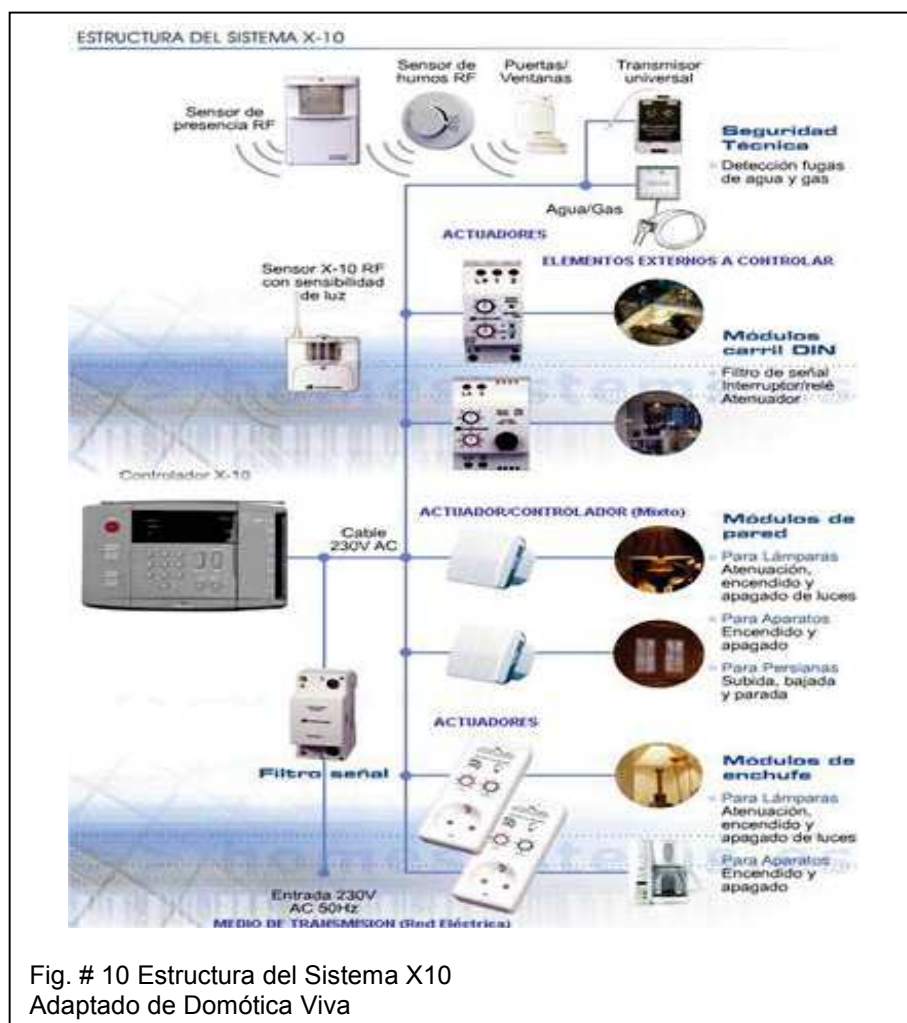 ESTRUCTURA DEL SISTEMA X-10
Sensor de
presencia RF
Sensor de
humos RF
Puertas/
Ventanas
Transmisor
universal
Seguridad
Técnica
Detección fugas
de agua y gas
Agua/Gas
ACTUADORES
ELEMENTOS EXTERNOS A CONTROLAR
Sensor X-10 RF
con sensibilidad
de luz
Módulos
carril DIN
Filtro de señal
Interruptor/relé
Atenuador
Controlador X-10
Cable
230V AC
ACTUADOR/CONTROLADOR (Mixto)
Módulos de
pared
Para Lámparas
Atenuación,
encendido y
apagado de luces
Para Aparatos
Encendido y
apagado
Para Persianas
Subida, bajada
y parada
Filtro señal
ACTUADORES
Módulos de
enchufe
Para Lámparas
Atenuación,
encendido y
apagado de luces
Para Aparatos
Encendido y
apagado
Entrada 230V
AC 50Hz
MEDIO DE TRANSMISION (Red Eléctrica)
Fig. # 10 Estructura del Sistema X10
Adaptado de Domótica Viva